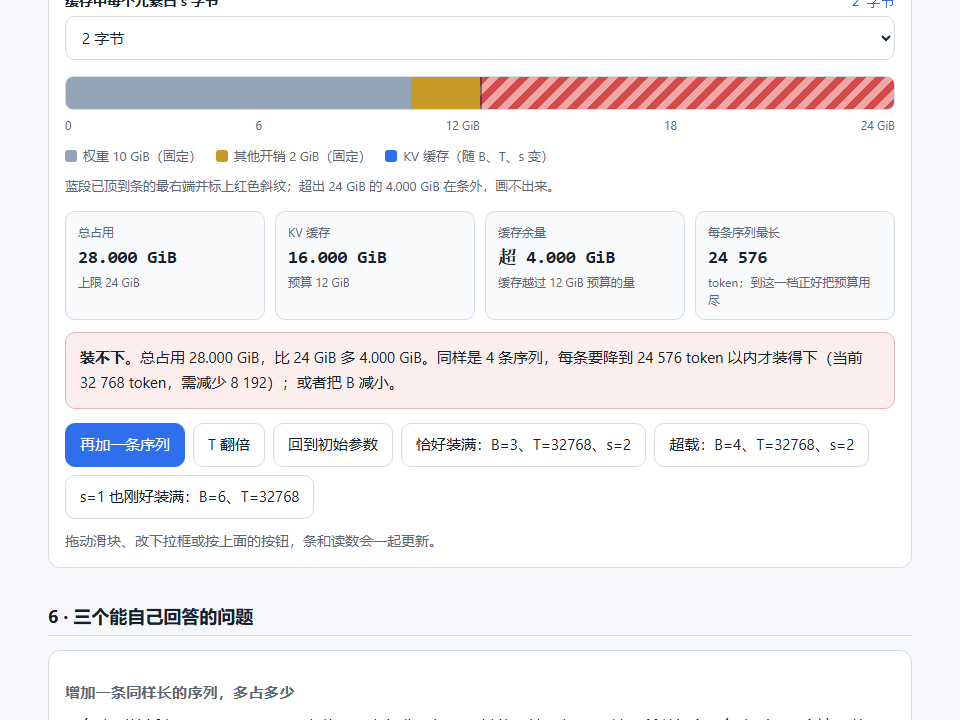 缓存中每个元素占 s 字节
2 字节
2 字节
0 6 12 GiB 18 24 GiB
权重 10 GiB（固定） 其他开销 2 GiB（固定） KV 缓存（随 B、T、s 变）
蓝段已顶到条的最右端并标上红色斜纹；超出 24 GiB 的 4.000 GiB 在条外，画不出来。
总占用
28.000 GiB
上限 24 GiB
KV 缓存
16.000 GiB
预算 12 GiB
缓存余量
超 4.000 GiB
缓存越过 12 GiB 预算的量
每条序列最长
24 576
token；到这一档正好把预算用
尽
装不下。总占用 28.000 GiB，比 24 GiB 多 4.000 GiB。同样是 4 条序列，每条要降到 24 576 token 以内才装得下（当前
32 768 token，需减少 8 192）；或者把 B 减小。
再加一条序列
T 翻倍
回到初始参数
恰好装满：B=3、T=32768、s=2
超载：B=4、T=32768、s=2
s=1 也刚好装满：B=6、T=32768
拖动滑块、改下拉框或按上面的按钮，条和读数会一起更新。
6 · 三个能自己回答的问题
增加一条同样长的序列，多占多少